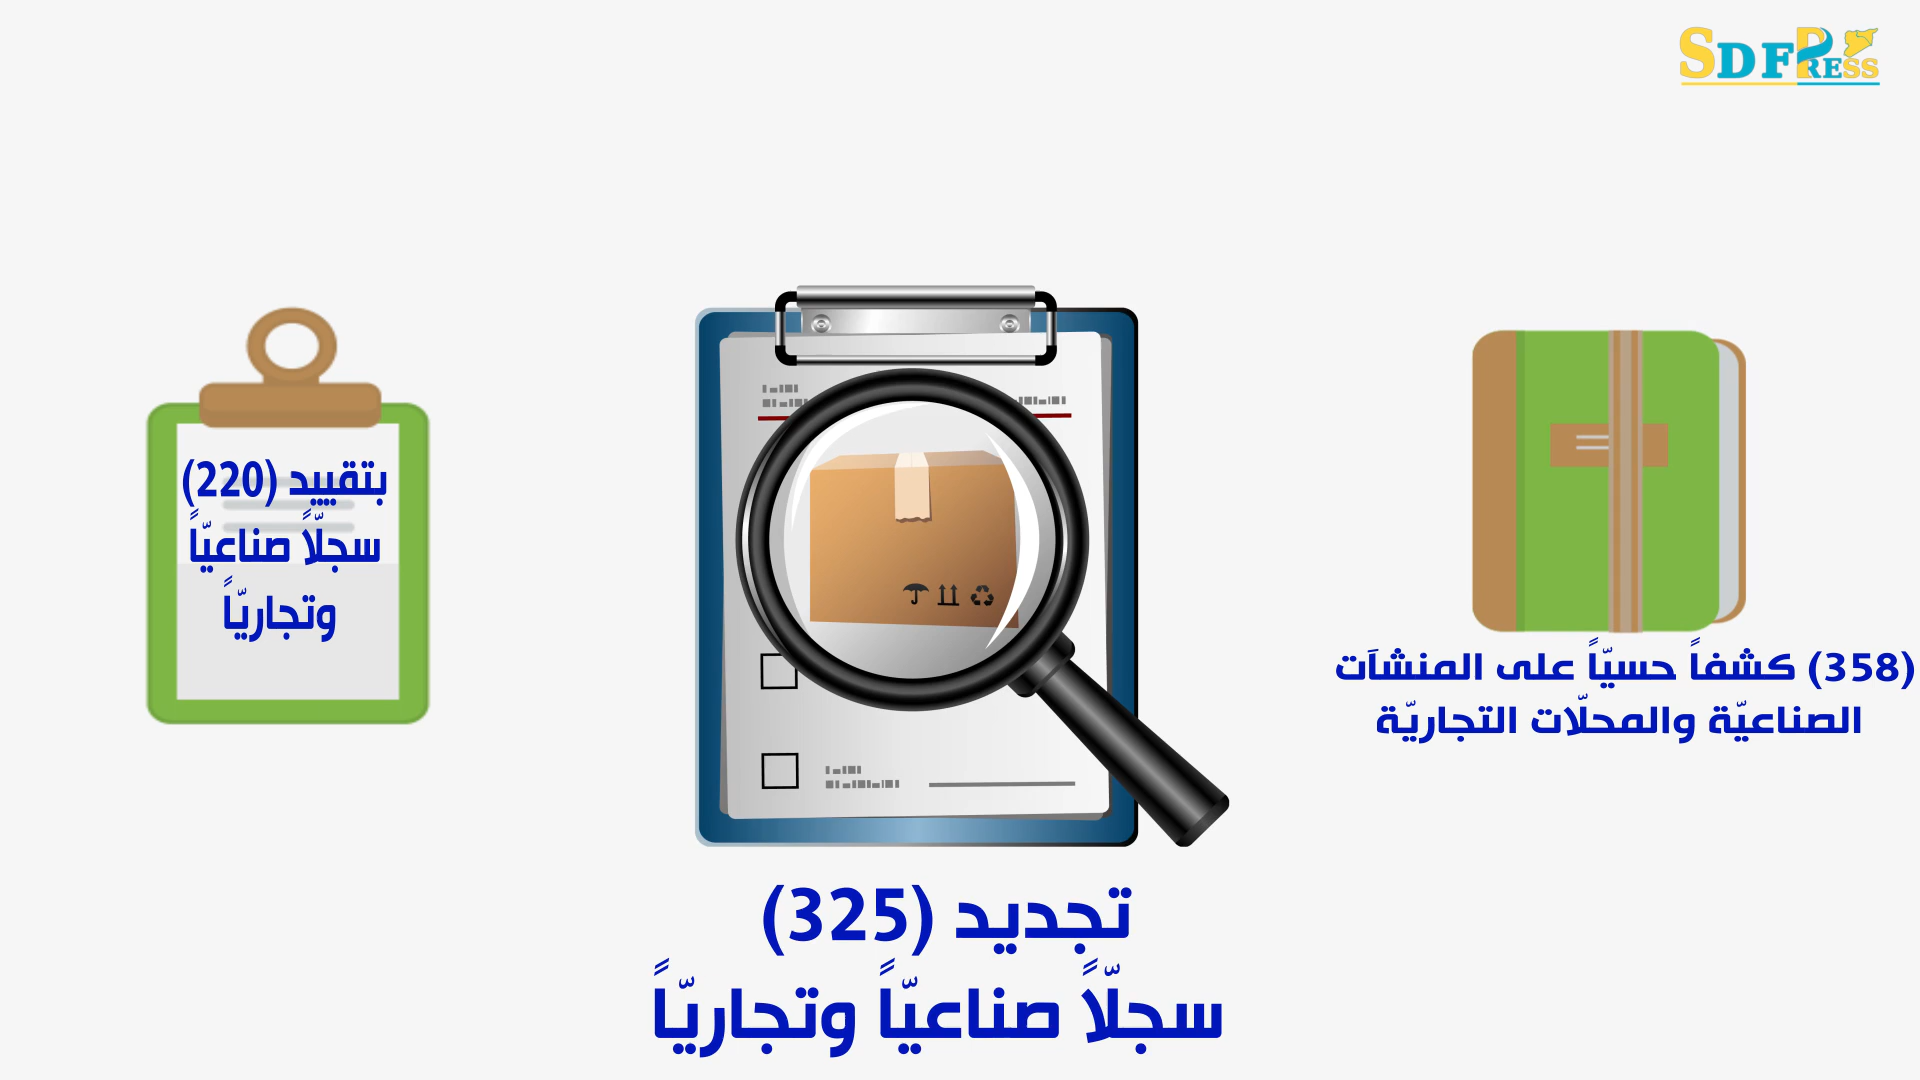 SDF PRESS
(358) كشفاً حسيّاً على المنشآت
الصناعيّة والمحلّات التجاريّة
تجديد (325)
سجلّاً صناعيّاً وتجاريّاً
بتقييد (220)
سجلّاً صناعيّاً
وتجاريّاً